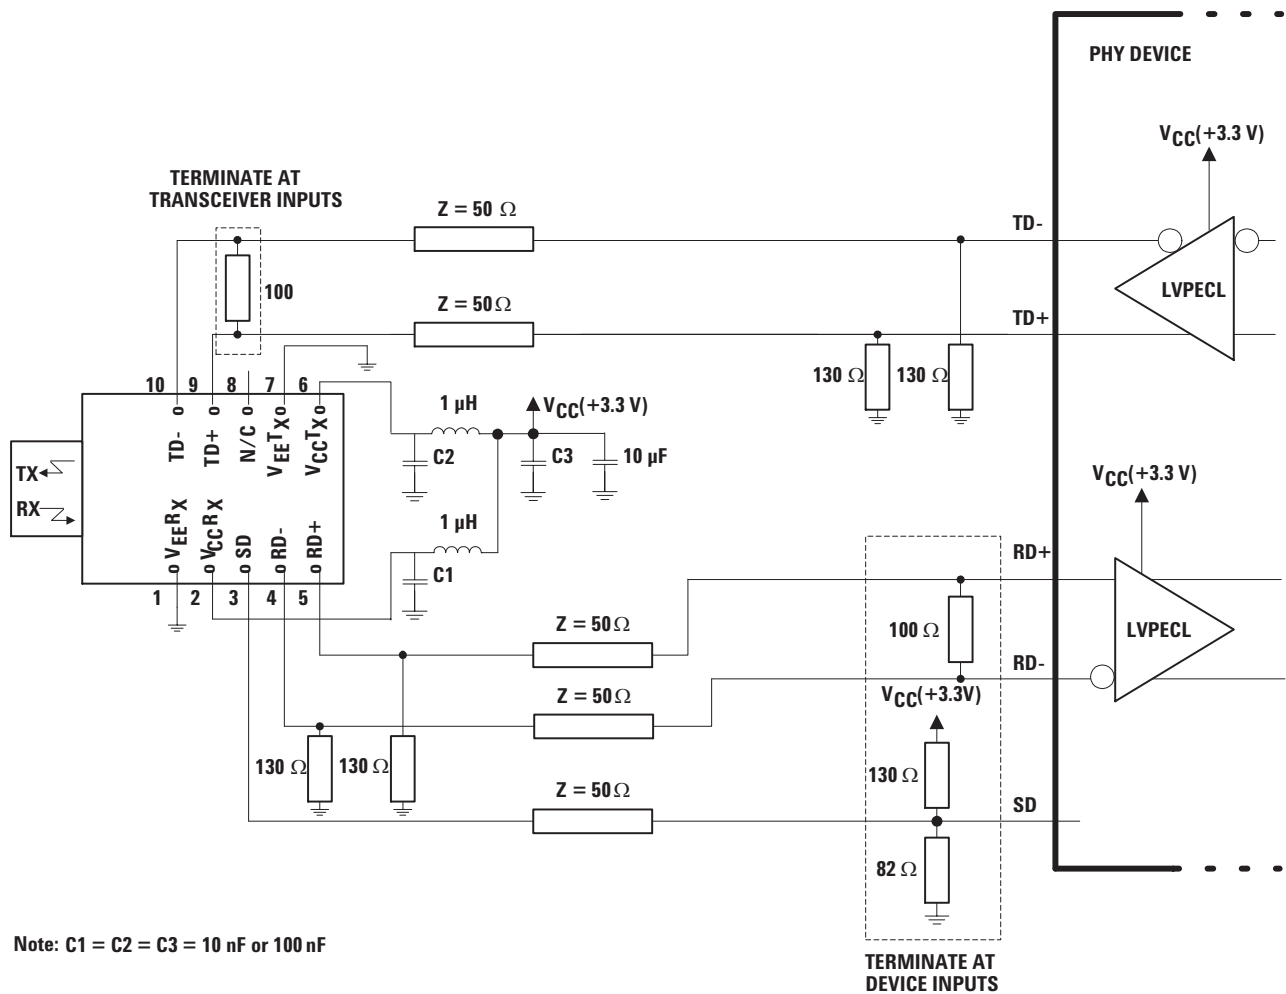 PHY DEVICE
VCC(+3.3 V)
TERMINATE AT
TRANSCEIVER INPUTS
Z = 50 Ω
TD-
LVPECL
100
Z = 50 Ω
TD+
130 Ω 130 Ω
10 9 8 7 6
TD- o
TD+ o
N/C o
VEETX o
VCCTX o
1 µH
VCC(+3.3 V)
C2
C3
10 µF
TX
RX
VCC(+3.3 V)
o VEERX
o VCCRX
o SD
o RD-
o RD+
1 µH
C1
RD+
1 2 3 4 5
Z = 50 Ω
100 Ω
LVPECL
RD-
Z = 50 Ω
VCC(+3.3V)
130 Ω 130 Ω
130 Ω
Z = 50 Ω
SD
82 Ω
Note: C1 = C2 = C3 = 10 nF or 100 nF
TERMINATE AT
DEVICE INPUTS